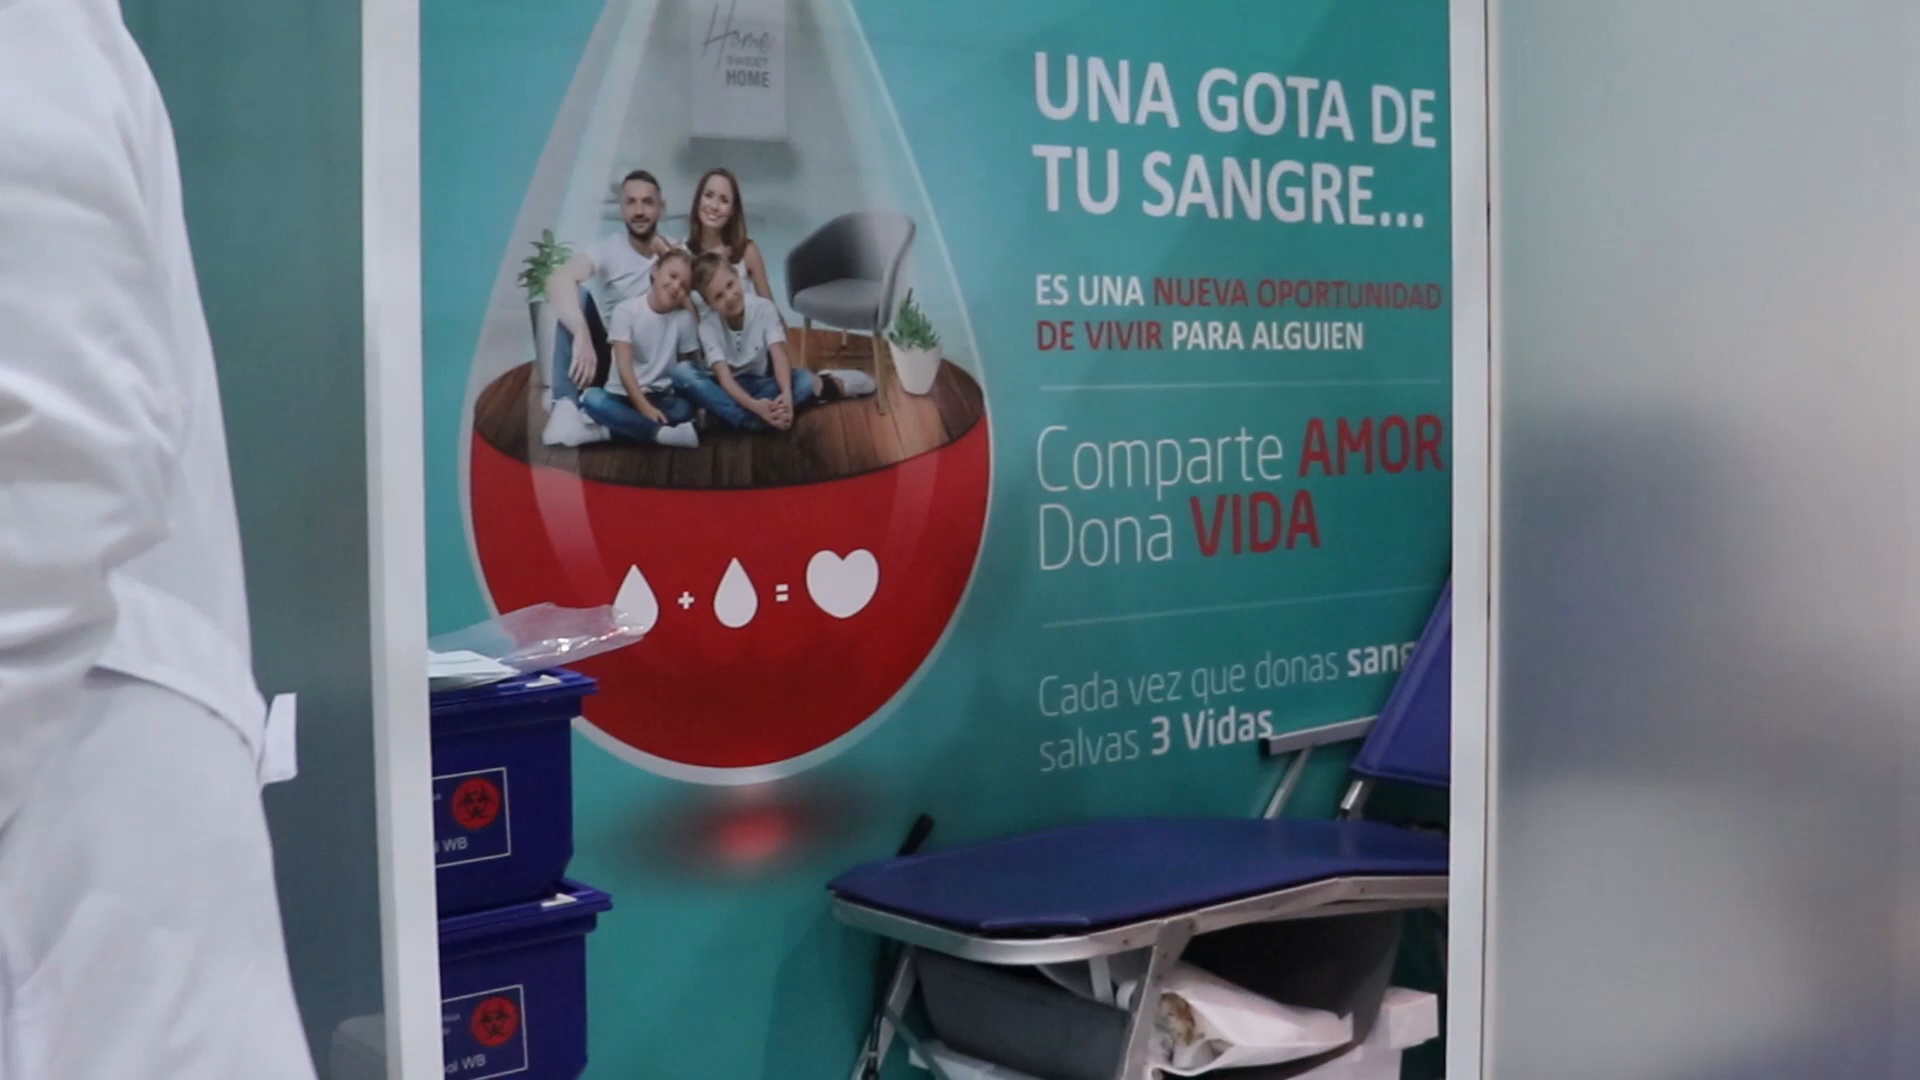 Home
SWEET
HOME
UNA GOTA DE
TU SANGRE...
ES UNA NUEVA OPORTUNIDAD
DE VIVIR PARA ALGUIEN
Comparte AMOR
Dona VIDA
+ =
Cada vez que donas
salvas 3 Vidas
WB
WB